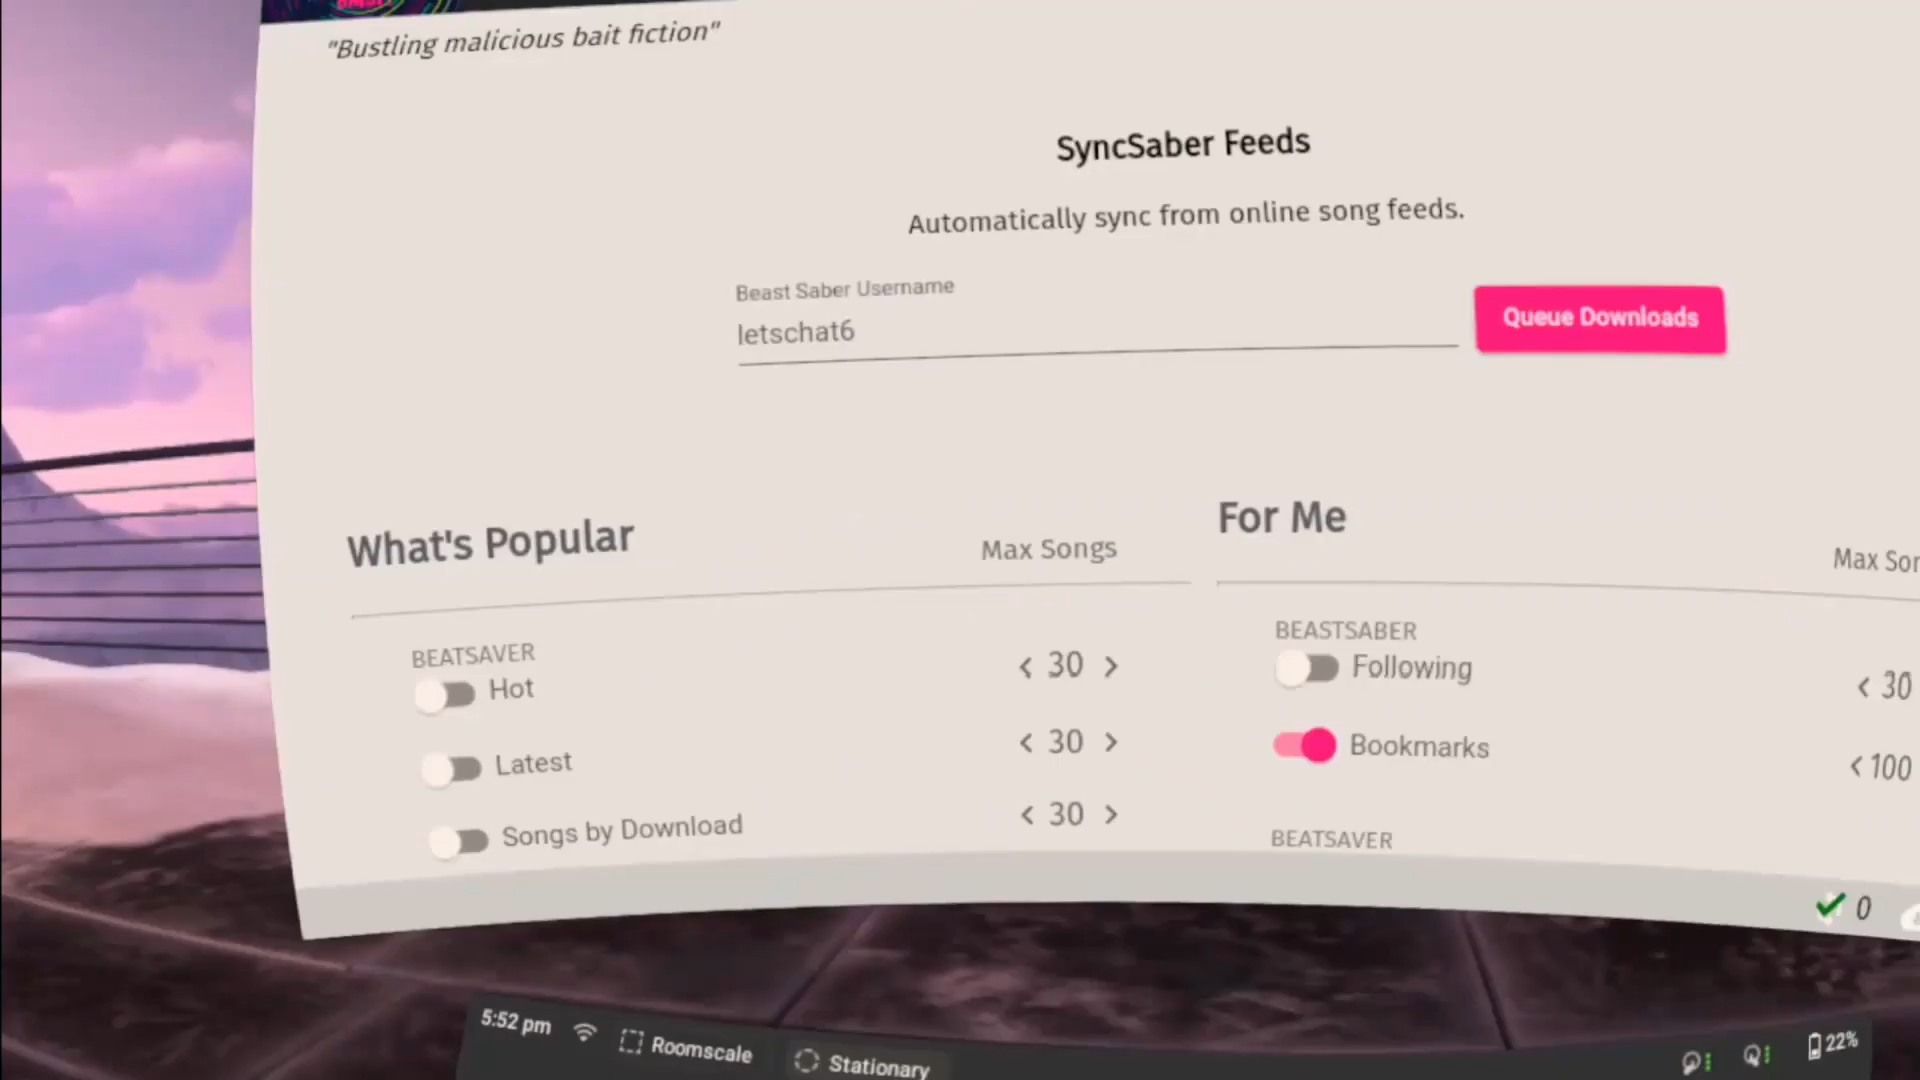 "Bustling malicious bait fiction"
SyncSaber Feeds
Automatically sync from online song feeds.
Beast Saber Username
letschat6
Queue Downloads
What's Popular
Max Songs
For Me
Max Son
BEATSAVER
Hot
< 30 >
Latest
< 30 >
Songs by Download
< 30 >
BEASTSABER
Following
< 30
Bookmarks
< 100
BEATSAVER
0
5:52 pm
Roomscale
Stationary
22%